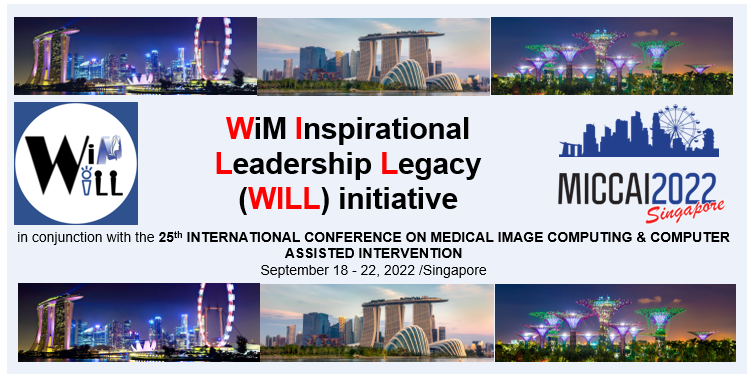 WiM
ILL
WiM Inspirational
Leadership Legacy
(WILL) initiative
MICCAI2022
Singapore
in conjunction with the 25th INTERNATIONAL CONFERENCE ON MEDICAL IMAGE COMPUTING & COMPUTER
ASSISTED INTERVENTION
September 18 - 22, 2022 /Singapore